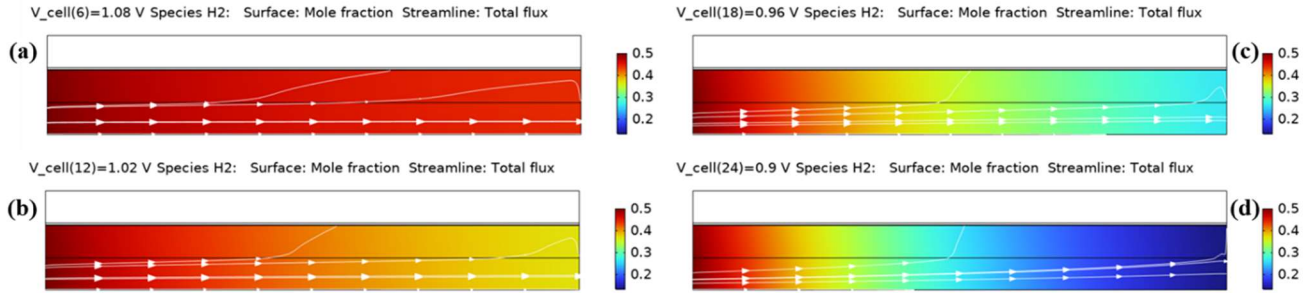 V_cell(6)=1.08 V Species H2: Surface: Mole fraction Streamline: Total flux
(a)
0.5
0.4
0.3
0.2
V_cell(12)=1.02 V Species H2: Surface: Mole fraction Streamline: Total flux
(b)
0.5
0.4
0.3
0.2
V_cell(18)=0.96 V Species H2: Surface: Mole fraction Streamline: Total flux
(c)
0.5
0.4
0.3
0.2
V_cell(24)=0.9 V Species H2: Surface: Mole fraction Streamline: Total flux
(d)
0.5
0.4
0.3
0.2